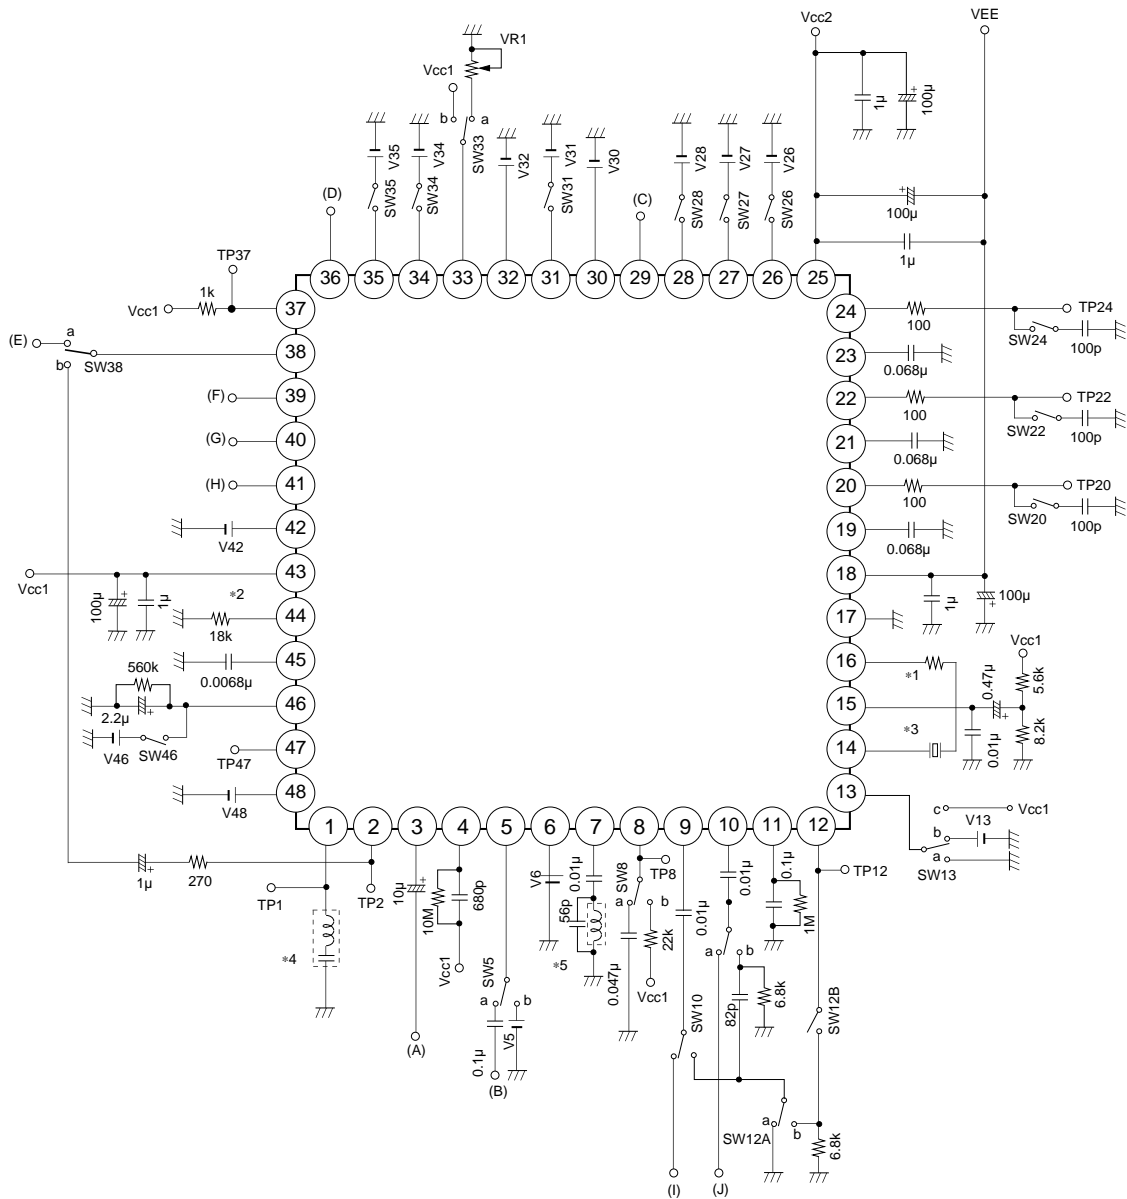 Vcc2
VEE
VR1
Vcc1
b
a
SW33
1µ
+
100µ
V35
V34
V32
V31
V30
V28
V27
V26
SW35
SW34
SW31
SW28
SW27
SW26
(D)
(C)
+
100µ
1µ
TP37
36
35
34
33
32
31
30
29
28
27
26
25
Vcc1
1k
37
24
100
TP24
SW24
100p
(E)
a
b
SW38
38
23
0.068µ
(F)
39
22
100
TP22
SW22
100p
(G)
40
21
0.068µ
(H)
41
20
100
TP20
SW20
100p
V42
42
19
0.068µ
Vcc1
43
18
100µ
+
1µ
1µ
100µ
+
*2
18k
44
17
0.0068µ
45
16
*1
Vcc1
5.6k
560k
2.2µ
+
46
15
0.47µ
+
0.01µ
8.2k
V46
SW46
TP47
47
14
*3
V48
48
13
c
Vcc1
b
V13
a
SW13
1
2
3
4
5
6
7
8
9
10
11
12
+
1µ
270
TP1
TP2
10µ
+
10M
680p
Vcc1
V6
0.01µ
56p
*5
SW8
TP8
a
b
0.047µ
22k
Vcc1
0.01µ
0.01µ
0.1µ
1M
TP12
*4
SW5
a
b
0.1µ
V5
(A)
(B)
SW10
a
b
82p
6.8k
SW12B
SW12A
a
b
6.8k
(I)
(J)